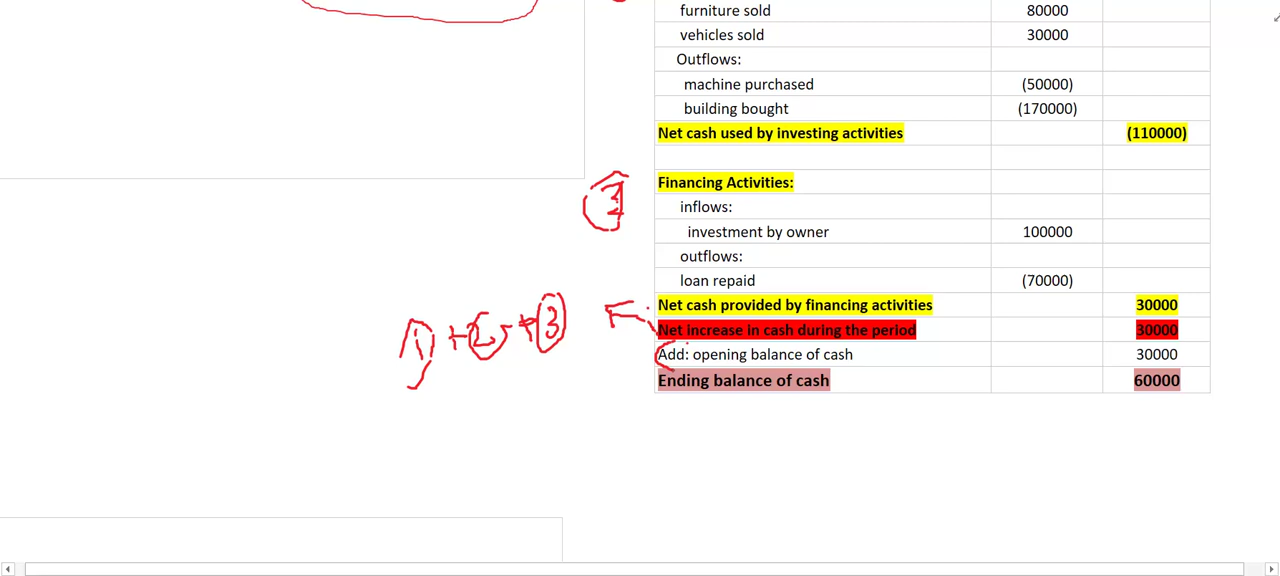 furniture sold 80000
vehicles sold 30000
Outflows:
machine purchased (50000)
building bought (170000)
Net cash used by investing activities (110000)
Financing Activities:
3
inflows:
investment by owner 100000
outflows:
loan repaid (70000)
Net cash provided by financing activities 30000
1 + 2 + 3
Net increase in cash during the period 30000
Add: opening balance of cash 30000
Ending balance of cash 60000